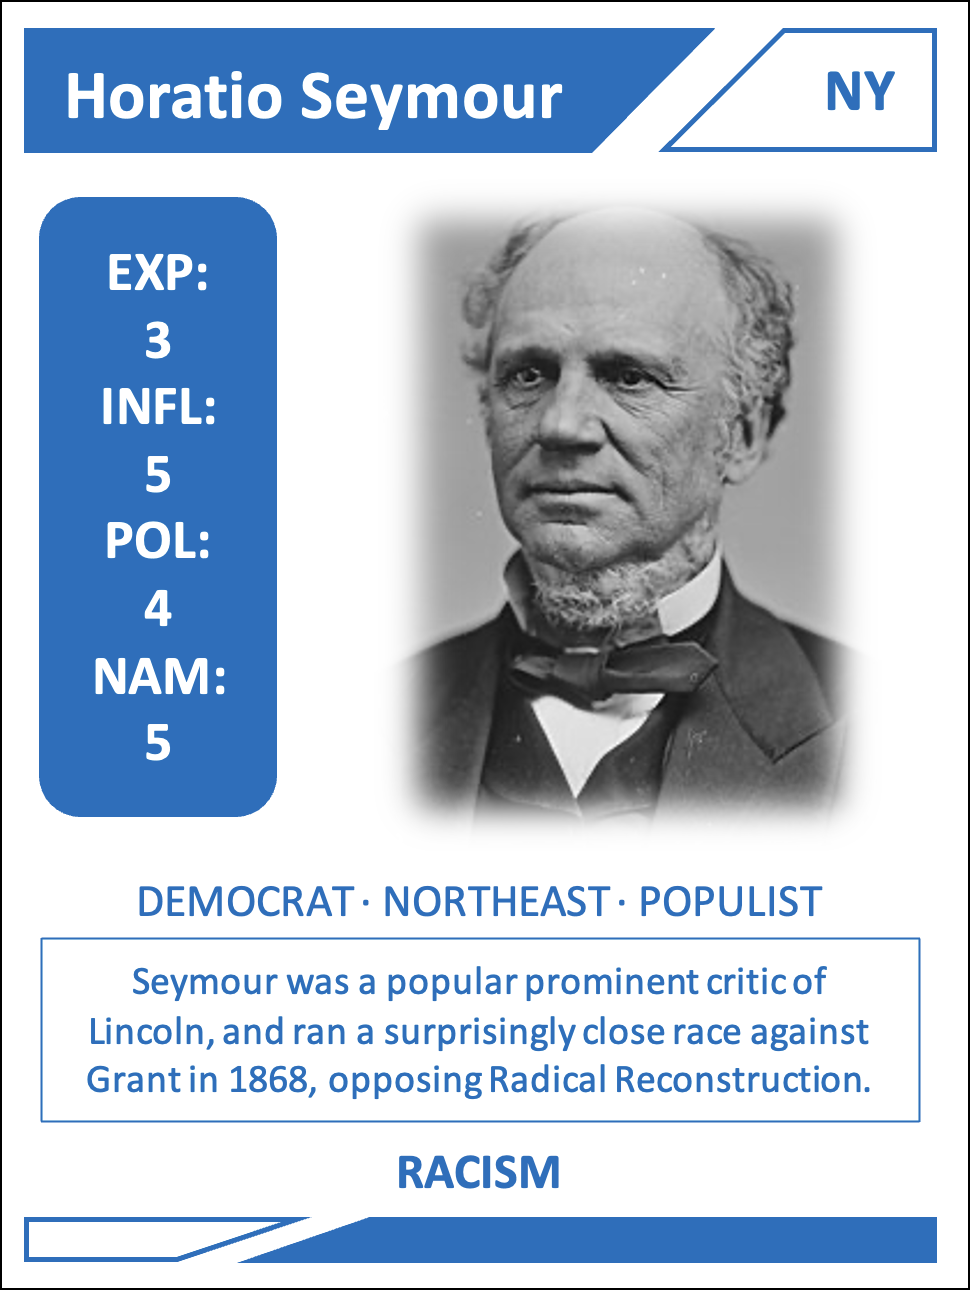 Horatio Seymour
NY
EXP:
3
INFL:
5
POL:
4
NAM:
5
DEMOCRAT · NORTHEAST · POPULIST
Seymour was a popular prominent critic of
Lincoln, and ran a surprisingly close race against
Grant in 1868, opposing Radical Reconstruction.
RACISM